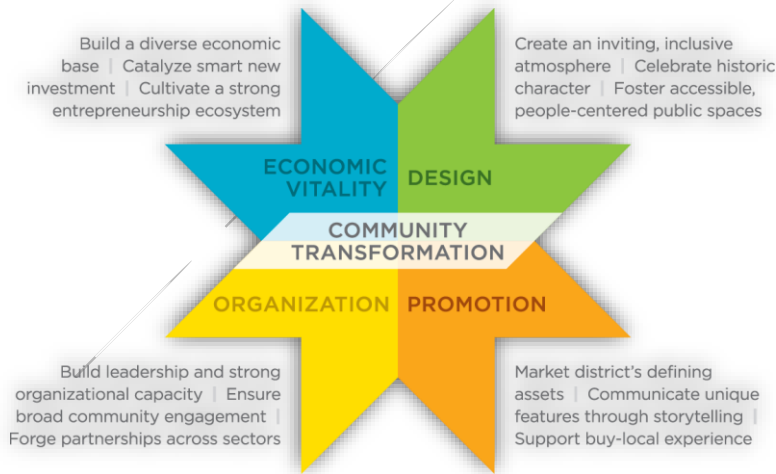 Build a diverse economic
base | Catalyze smart new
investment | Cultivate a strong
entrepreneurship ecosystem
Create an inviting, inclusive
atmosphere | Celebrate historic
character | Foster accessible,
people-centered public spaces
ECONOMIC
VITALITY
DESIGN
COMMUNITY
TRANSFORMATION
ORGANIZATION
PROMOTION
Build leadership and strong
organizational capacity | Ensure
broad community engagement |
Forge partnerships across sectors
Market district's defining
assets | Communicate unique
features through storytelling |
Support buy-local experience